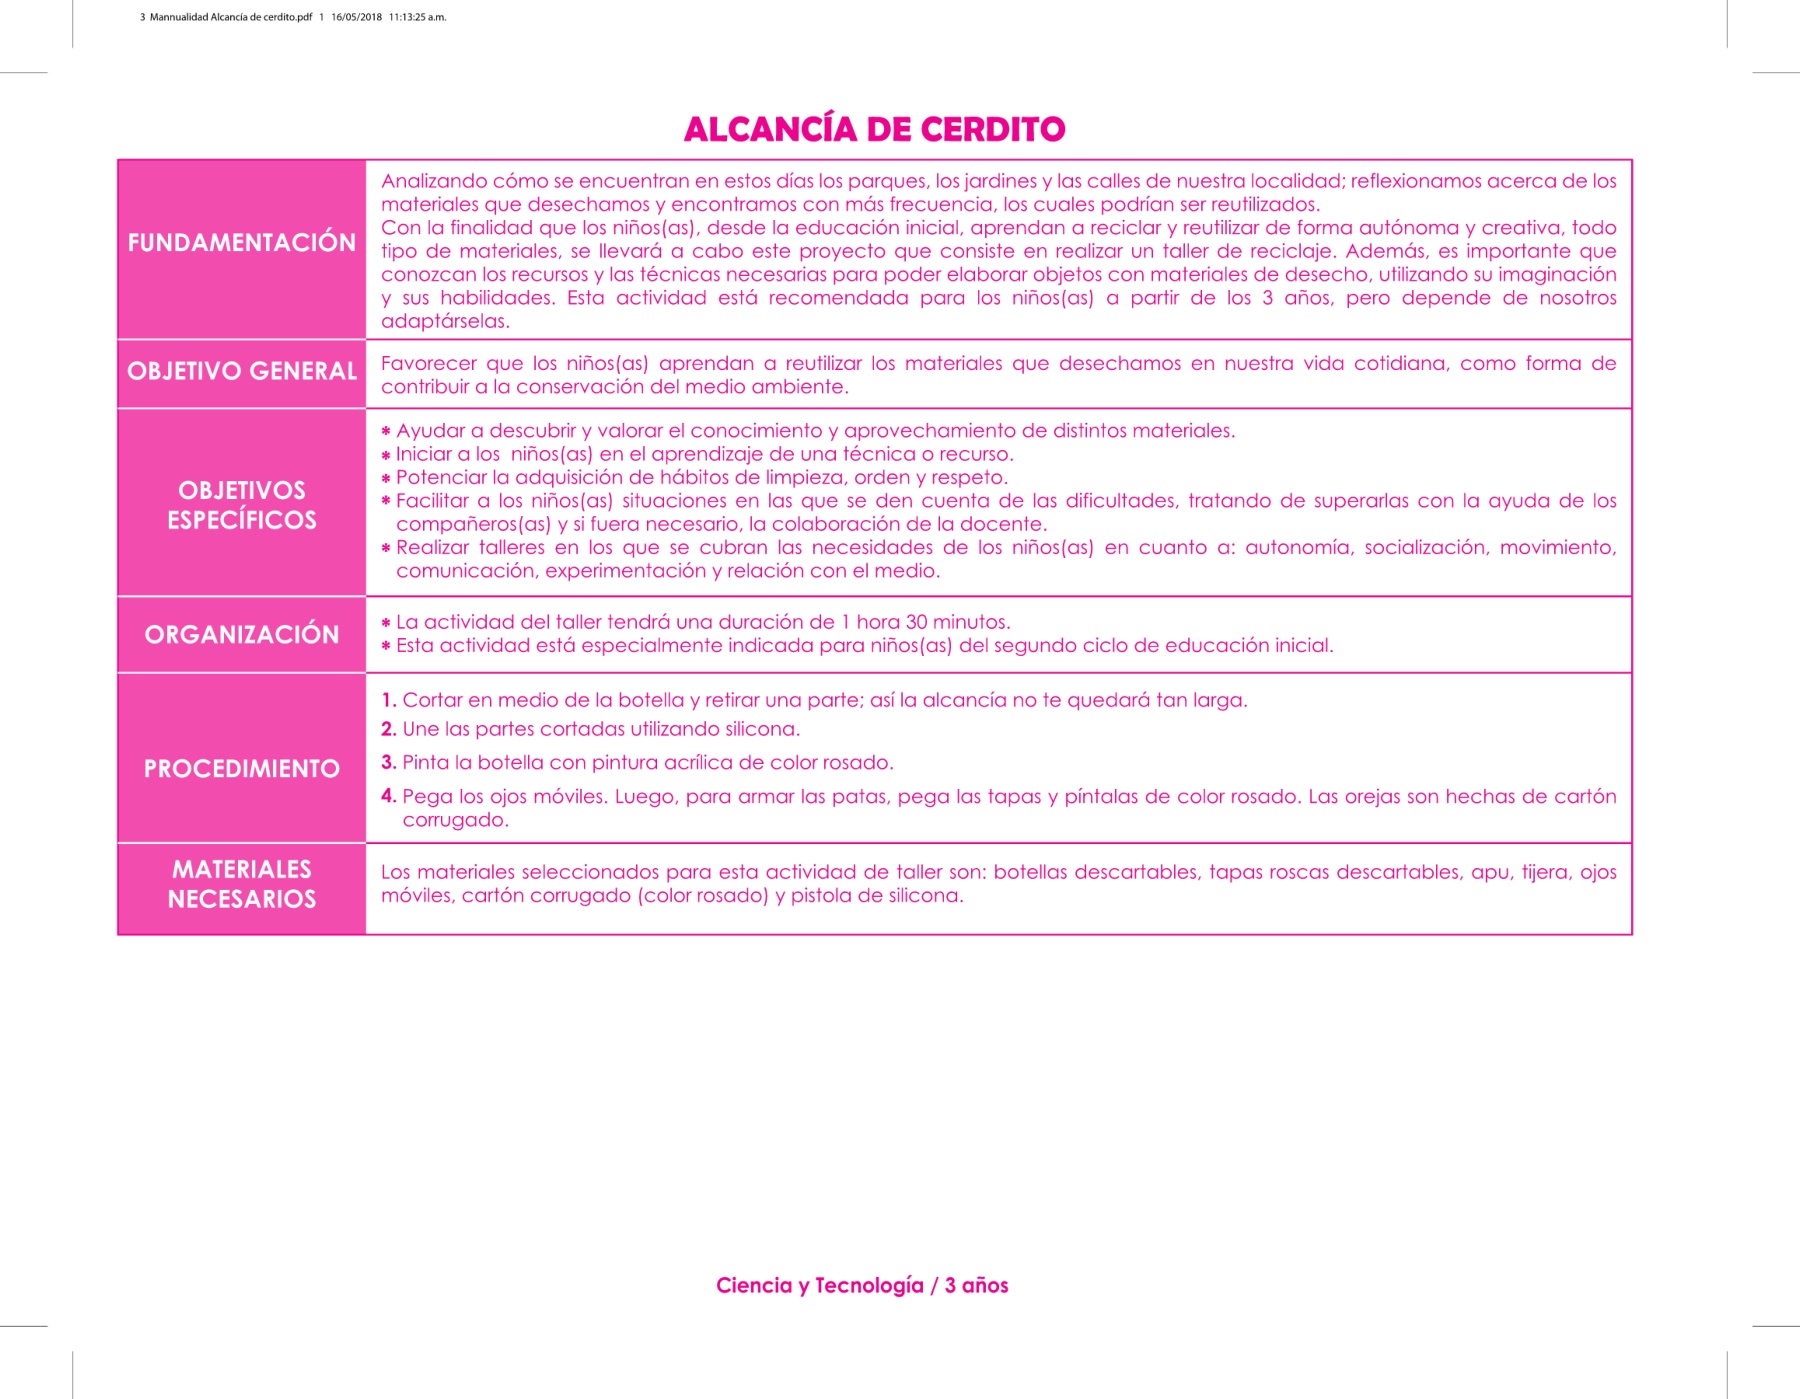 3 Mannualidad Alcancía de cerdito.pdf 1 16/05/2018 11:13:25 a.m.
ALCANCÍA DE CERDITO
FUNDAMENTACIÓN
Analizando cómo se encuentran en estos días los parques, los jardines y las calles de nuestra localidad; reflexionamos acerca de los
materiales que desechamos y encontramos con más frecuencia, los cuales podrían ser reutilizados.
Con la finalidad que los niños(as), desde la educación inicial, aprendan a reciclar y reutilizar de forma autónoma y creativa, todo
tipo de materiales, se llevará a cabo este proyecto que consiste en realizar un taller de reciclaje. Además, es importante que
conozcan los recursos y las técnicas necesarias para poder elaborar objetos con materiales de desecho, utilizando su imaginación
y sus habilidades. Esta actividad está recomendada para los niños(as) a partir de los 3 años, pero depende de nosotros
adaptárselas.
OBJETIVO GENERAL
Favorecer que los niños(as) aprendan a reutilizar los materiales que desechamos en nuestra vida cotidiana, como forma de
contribuir a la conservación del medio ambiente.
OBJETIVOS
ESPECÍFICOS
* Ayudar a descubrir y valorar el conocimiento y aprovechamiento de distintos materiales.
* Iniciar a los niños(as) en el aprendizaje de una técnica o recurso.
* Potenciar la adquisición de hábitos de limpieza, orden y respeto.
* Facilitar a los niños(as) situaciones en las que se den cuenta de las dificultades, tratando de superarlas con la ayuda de los
compañeros(as) y si fuera necesario, la colaboración de la docente.
* Realizar talleres en los que se cubran las necesidades de los niños(as) en cuanto a: autonomía, socialización, movimiento,
comunicación, experimentación y relación con el medio.
ORGANIZACIÓN
* La actividad del taller tendrá una duración de 1 hora 30 minutos.
* Esta actividad está especialmente indicada para niños(as) del segundo ciclo de educación inicial.
PROCEDIMIENTO
1. Cortar en medio de la botella y retirar una parte; así la alcancía no te quedará tan larga.
2. Une las partes cortadas utilizando silicona.
3. Pinta la botella con pintura acrílica de color rosado.
4. Pega los ojos móviles. Luego, para armar las patas, pega las tapas y píntalas de color rosado. Las orejas son hechas de cartón
corrugado.
MATERIALES
NECESARIOS
Los materiales seleccionados para esta actividad de taller son: botellas descartables, tapas roscas descartables, apu, tijera, ojos
móviles, cartón corrugado (color rosado) y pistola de silicona.
Ciencia y Tecnología / 3 años